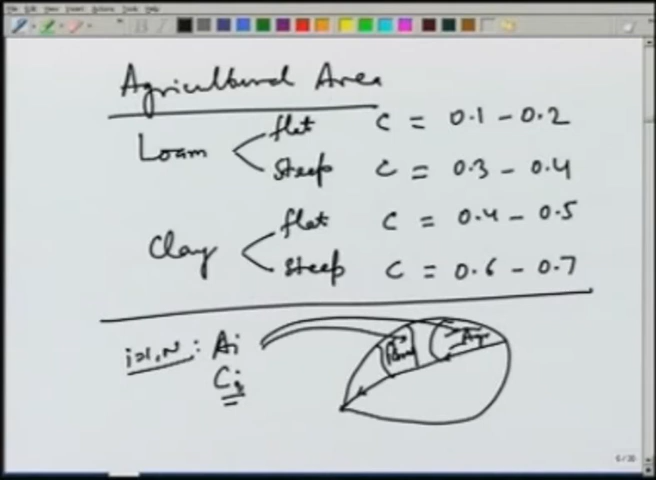 Agricultural Area
Loam flat C = 0.1 - 0.2
steep C = 0.3 - 0.4
Clay flat C = 0.4 - 0.5
steep C = 0.6 - 0.7
i=1,N : Ai
Ci
Agr